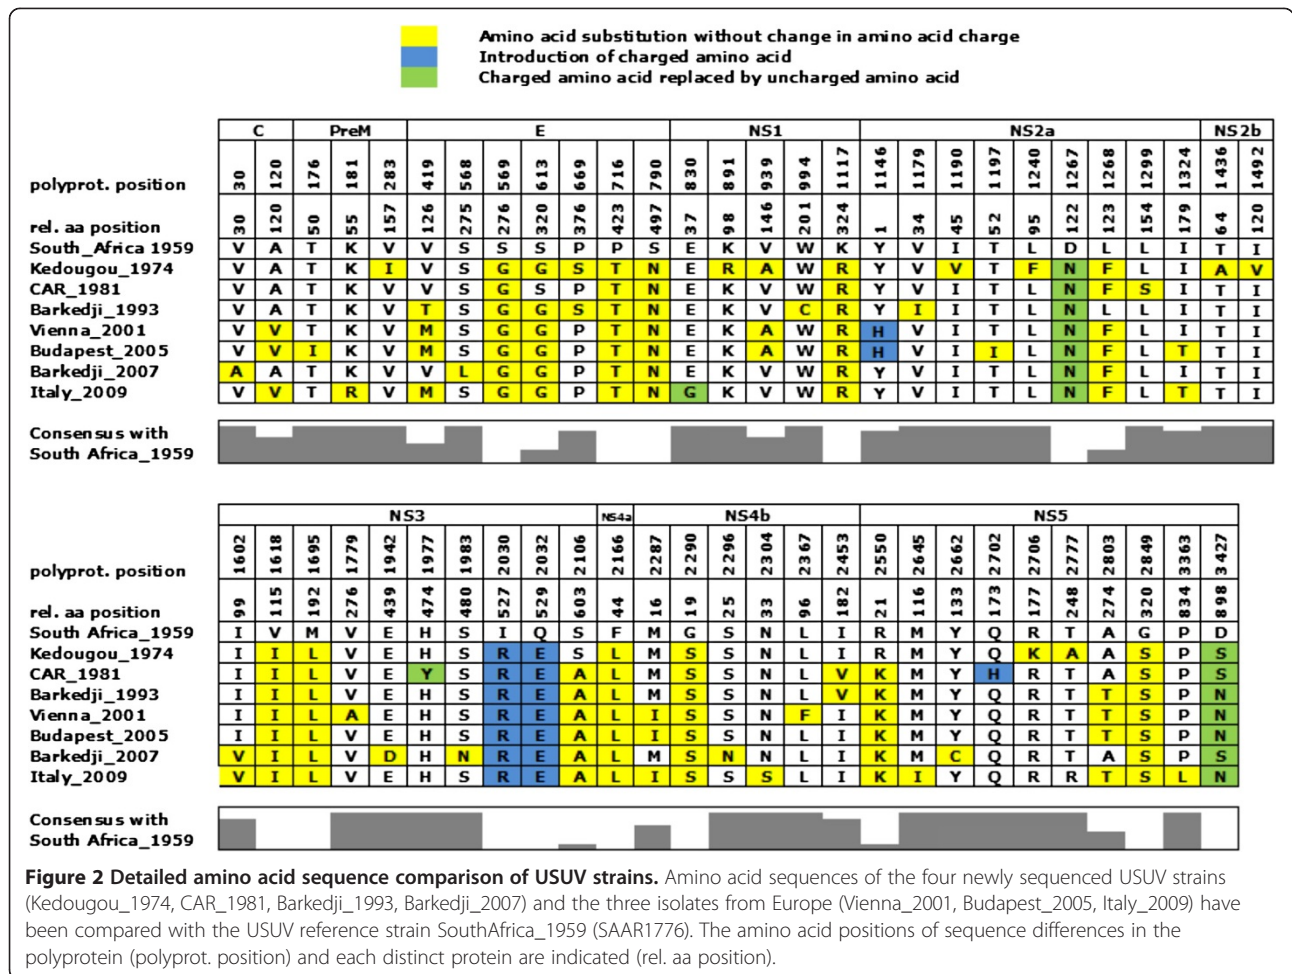 Amino acid substitution without change in amino acid charge
Introduction of charged amino acid
Charged amino acid replaced by uncharged amino acid
C PreM E NS1 NS2a NS2b
polyprot. position 30 120 176 181 283 419 568 569 613 669 716 790 830 891 939 994 1117 1146 1179 1190 1197 1240 1267 1268 1299 1324 1436 1492
rel. aa position 30 120 50 55 157 126 275 276 320 376 423 497 37 98 146 201 324 1 34 45 52 95 122 123 154 179 64 120
South_Africa 1959 V A T K V V S S S P P S E K V W K Y V I T L D L L I T I
Kedougou_1974 V A T K I V S G G S T N E R A W R Y V V T F N F L I A V
CAR_1981 V A T K V V S G S P T N E K V W R Y V I T L N F S I T I
Barkedji_1993 V A T K V T S G G S T N E K V C R Y I I T L N L L I T I
Vienna_2001 V V T K V M S G G P T N E K A W R H V I T L N F L I T I
Budapest_2005 V V I K V M S G G P T N E K A W R H V I I L N F L T T I
Barkedji_2007 A A T K V V L G G P T N E K V W R Y V I T L N F L I T I
Italy_2009 V V T R V M S G G P T N G K V W R Y V I T L N F L T T I
Consensus with
South Africa_1959
NS3 NS4a NS4b NS5
polyprot. position 1602 1618 1695 1779 1942 1977 1983 2030 2032 2106 2166 2287 2290 2296 2304 2367 2453 2550 2645 2662 2702 2706 2777 2803 2849 3363 3427
rel. aa position 99 115 192 276 439 474 480 527 529 603 44 16 19 25 33 96 182 21 116 133 173 177 248 274 320 834 898
South Africa_1959 I V M V E H S I Q S F M G S N L I R M Y Q R T A G P D
Kedougou_1974 I I L V E H S R E S L M S S N L I R M Y Q K A A S P S
CAR_1981 I I L V E Y S R E A L M S S N L V K M Y H R T A S P S
Barkedji_1993 I I L V E H S R E A L M S S N L V K M Y Q R T T S P N
Vienna_2001 I I L A E H S R E A L I S S N F I K M Y Q R T T S P N
Budapest_2005 I I L V E H S R E A L I S S N L I K M Y Q R T T S P N
Barkedji_2007 V I L V D H N R E A L M S N N L I K M C Q R T A S P S
Italy_2009 V I L V E H S R E A L I S S S L I K I Y Q R R T S L N
Consensus with
South Africa_1959
Figure 2 Detailed amino acid sequence comparison of USUV strains. Amino acid sequences of the four newly sequenced USUV strains
(Kedougou_1974, CAR_1981, Barkedji_1993, Barkedji_2007) and the three isolates from Europe (Vienna_2001, Budapest_2005, Italy_2009) have
been compared with the USUV reference strain SouthAfrica_1959 (SAAR1776). The amino acid positions of sequence differences in the
polyprotein (polyprot. position) and each distinct protein are indicated (rel. aa position).